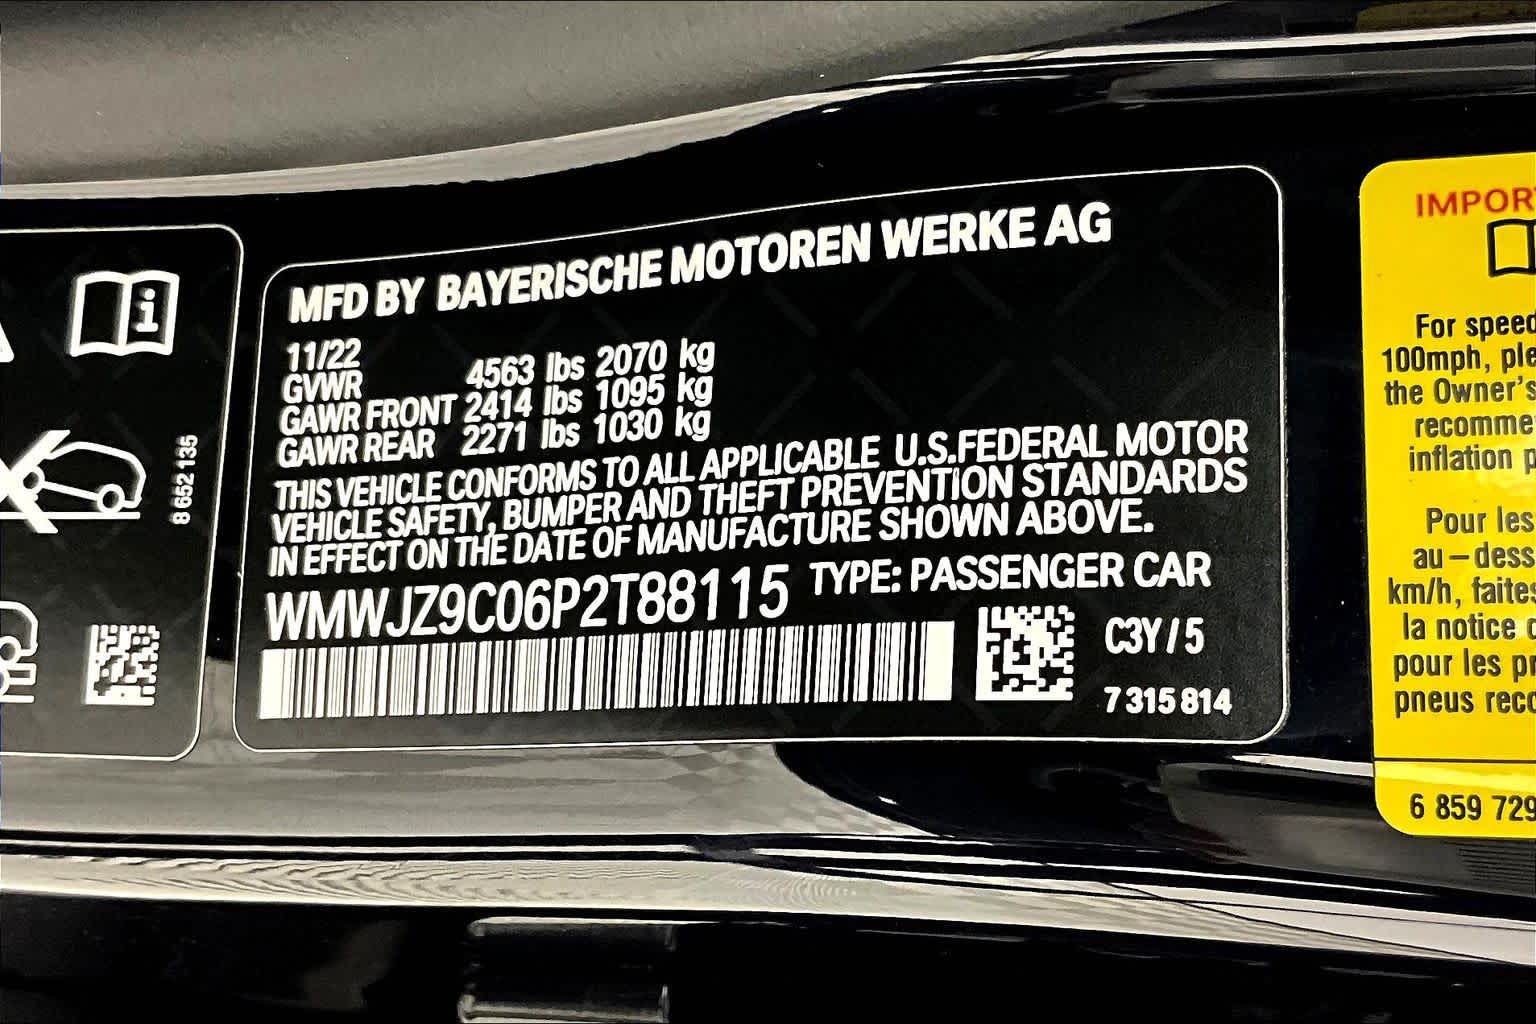 8 652 135
MFD BY BAYERISCHE MOTOREN WERKE AG
11/22
GVWR 4563 lbs 2070 kg
GAWR FRONT 2414 lbs 1095 kg
GAWR REAR 2271 lbs 1030 kg
THIS VEHICLE CONFORMS TO ALL APPLICABLE U.S.FEDERAL MOTOR
VEHICLE SAFETY, BUMPER AND THEFT PREVENTION STANDARDS
IN EFFECT ON THE DATE OF MANUFACTURE SHOWN ABOVE.
WMWJZ9C06P2T88115 TYPE: PASSENGER CAR
C3Y / 5
7 315 814
IMPOR
For speed
100mph, ple
the Owner's
recomme
inflation p
Pour les
au-dess
km/h, faites
la notice
pour les pr
pneus reco
6 859 729